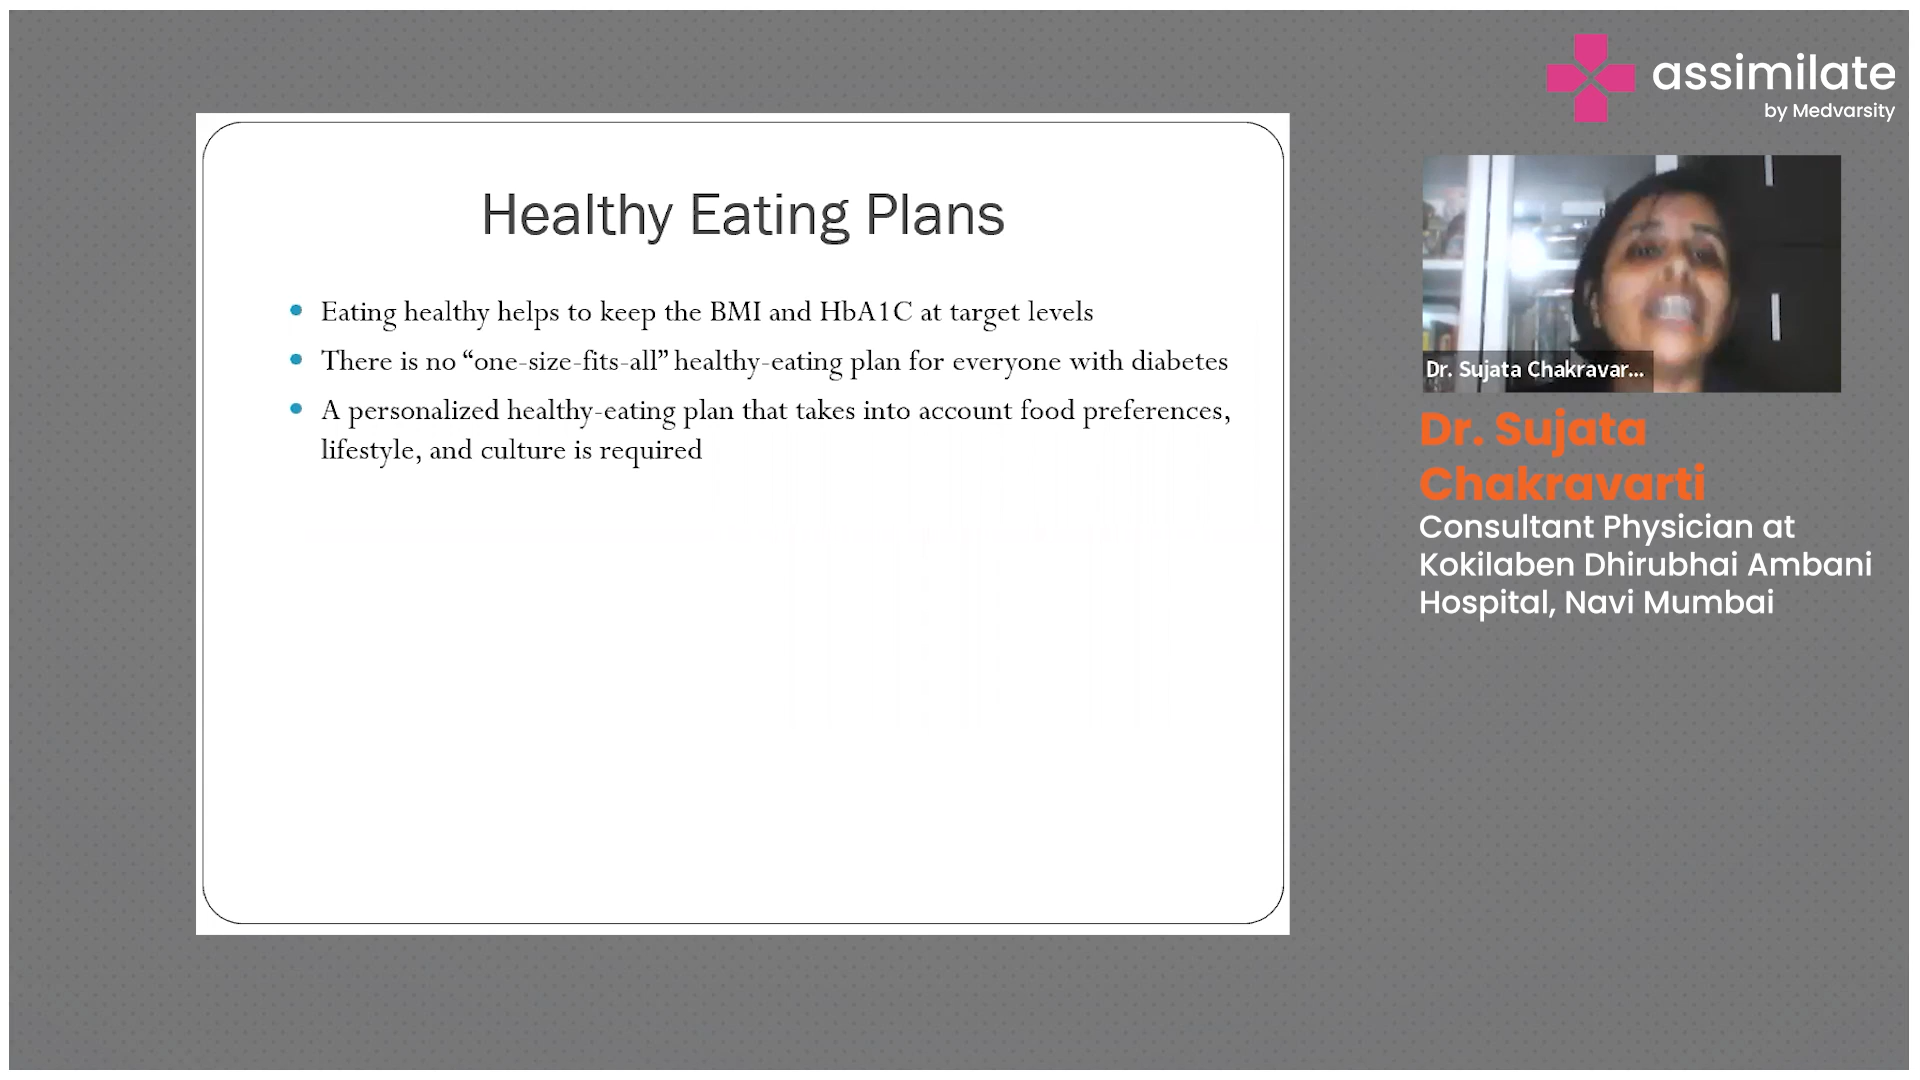 assimilate
by Medvarsity
Healthy Eating Plans
Eating healthy helps to keep the BMI and HbA1C at target levels
There is no “one-size-fits-all” healthy-eating plan for everyone with diabetes
A personalized healthy-eating plan that takes into account food preferences,
lifestyle, and culture is required
Dr. Sujata Chakravar...
Dr. Sujata
Chakravarti
Consultant Physician at
Kokilaben Dhirubhai Ambani
Hospital, Navi Mumbai